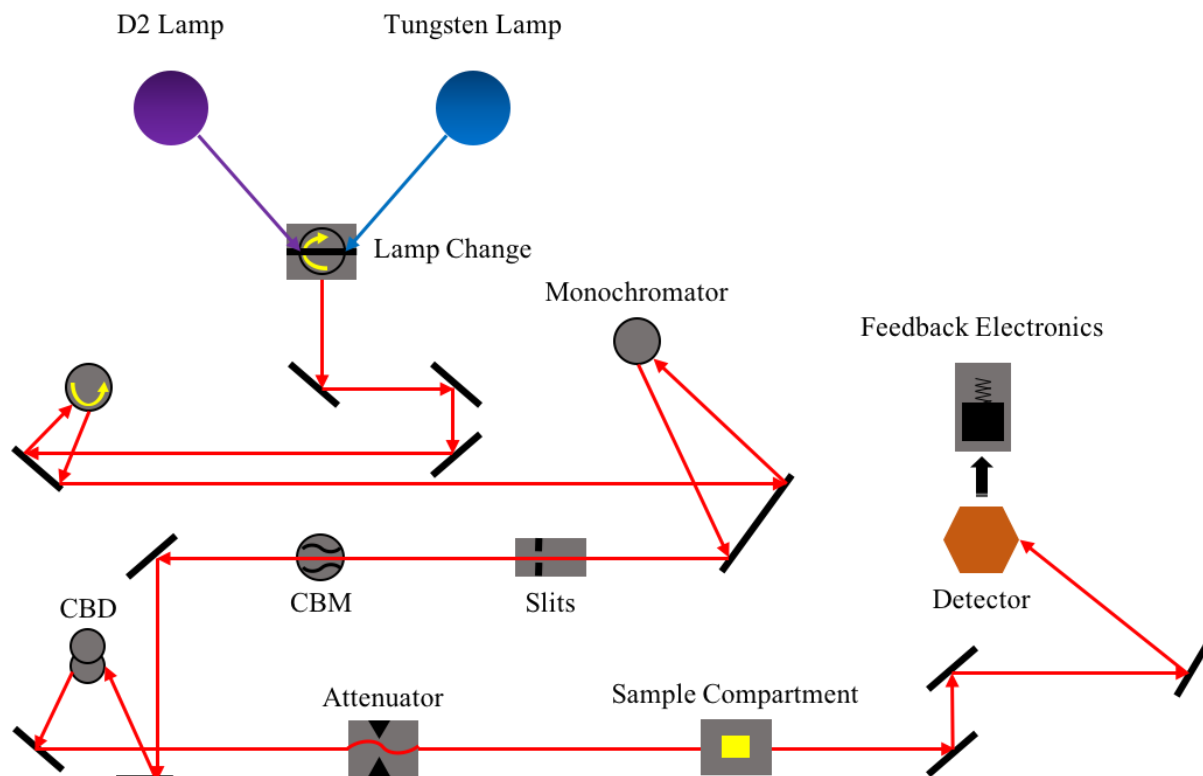 D2 Lamp
Tungsten Lamp
Lamp Change
Monochromator
Feedback Electronics
CBM
Slits
Detector
CBD
Attenuator
Sample Compartment